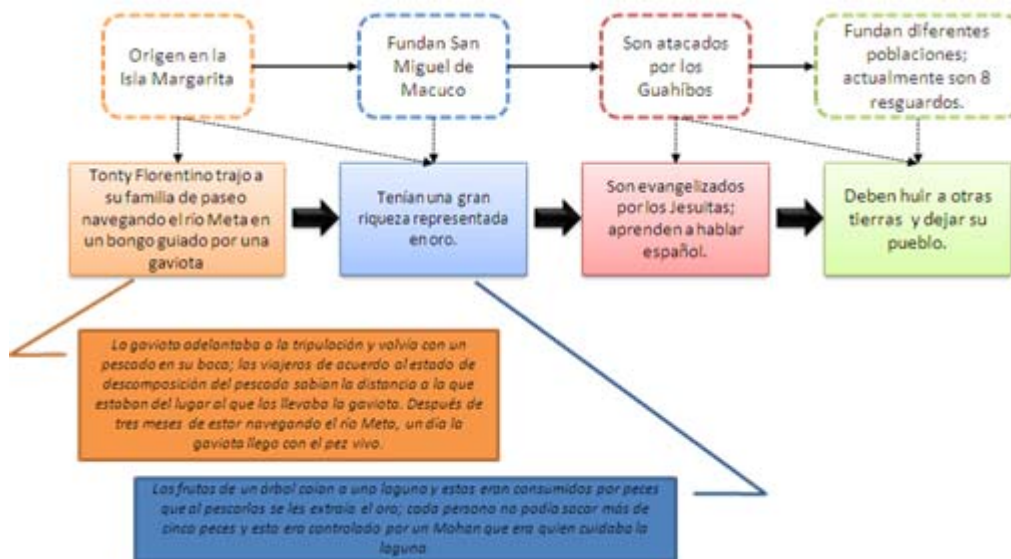 Origen en la
Isla Margarita
Fundan San
Miguel de
Macuco
Son atacados
por los
Guahíbos
Fundan diferentes
poblaciones;
actualmente son 8
resguardos.
Tonty Florentino trajo a
su familia de paseo
navegando el río Meta en
un bongo guiado por una
gaviota
Tenían una gran
riqueza representada
en oro.
Son evangelizados
por los Jesuitas;
aprenden a hablar
español.
Deben huir a otras
tierras y dejar su
pueblo.
La gaviota adelantaba a la tripulación y volvía con un
pescado en su boca; los viajeros de acuerdo al estado de
descomposición del pescado sabían la distancia a la que
estaban del lugar al que los llevaba la gaviota. Después de
tres meses de estar navegando el río Meta, un día la
gaviota llego con el pez vivo.
Los frutos de un árbol caían a una laguna y estos eran consumidos por peces
que al pescarlos se les extraía el oro; cada persona no podía sacar más de
cinco peces y esto era controlado por un Mohan que era quien cuidaba la
laguna